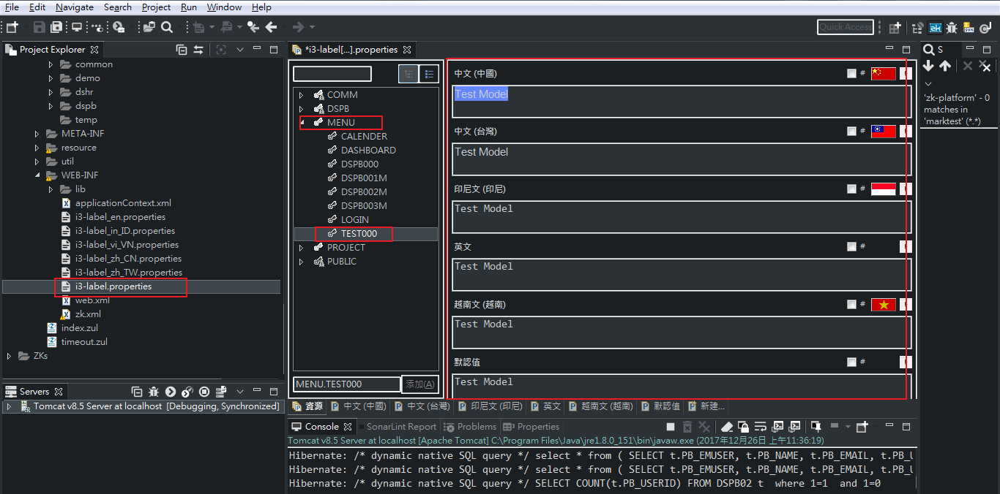 File Edit Navigate Search Project Run Window Help
Quick Access
Project Explorer
common
demo
dshr
dspb
temp
META-INF
resource
util
WEB-INF
lib
applicationContext.xml
i3-label_en.properties
i3-label_in_ID.properties
i3-label_vi_VN.properties
i3-label_zh_CN.properties
i3-label_zh_TW.properties
i3-label.properties
web.xml
zk.xml
index.zul
timeout.zul
ZKs
Servers
Tomcat v8.5 Server at localhost [Debugging, Synchronized]
*i3-label[...].properties
COMM
DSPB
MENU
CALENDER
DASHBOARD
DSPB000
DSPB001M
DSPB002M
DSPB003M
LOGIN
TEST000
PROJECT
PUBLIC
MENU.TEST000
添加(A)
中文 (中國) #
Test Model
中文 (台灣) #
Test Model
印尼文 (印尼) #
Test Model
英文 #
Test Model
越南文 (越南) #
Test Model
默認值 #
Test Model
資源 中文 (中國) 中文 (台灣) 印尼文 (印尼) 英文 越南文 (越南) 默認值 新建...
S
'zk-platform' - 0
matches in
'marktest' (*.*)
Console SonarLint Report Problems Properties
Tomcat v8.5 Server at localhost [Apache Tomcat] C:\Program Files\Java\jre1.8.0_151\bin\javaw.exe (2017年12月26日 上午11:36:19)
Hibernate: /* dynamic native SQL query */ select * from ( SELECT t.PB_EMUSER, t.PB_NAME, t.PB_EMAIL, t.PB_U
Hibernate: /* dynamic native SQL query */ select * from ( SELECT t.PB_EMUSER, t.PB_NAME, t.PB_EMAIL, t.PB_U
Hibernate: /* dynamic native SQL query */ SELECT COUNT(t.PB_USERID) FROM DSPB02 t  where 1=1  and 1=0